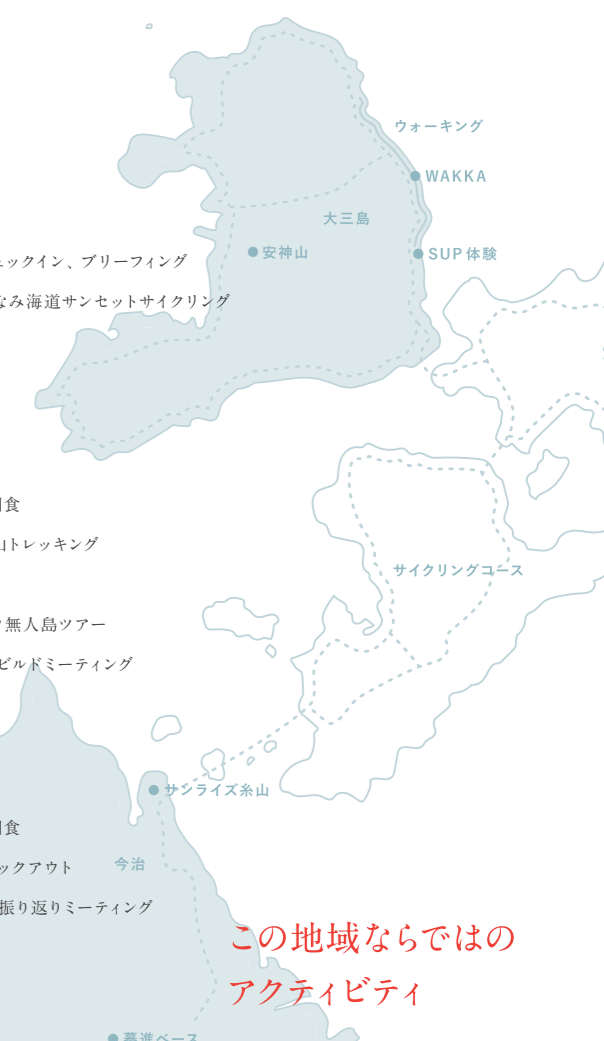 ウォーキング
WAKKA
大三島
安神山
SUP体験
ックイン、ブリーフィング
なみ海道サンセットサイクリング
食
トレッキング
サイクリングコース
無人島ツアー
ビルドミーティング
サンライズ糸山
食
ックアウト
今治
振り返りミーティング
この地域ならではの
アクティビティ